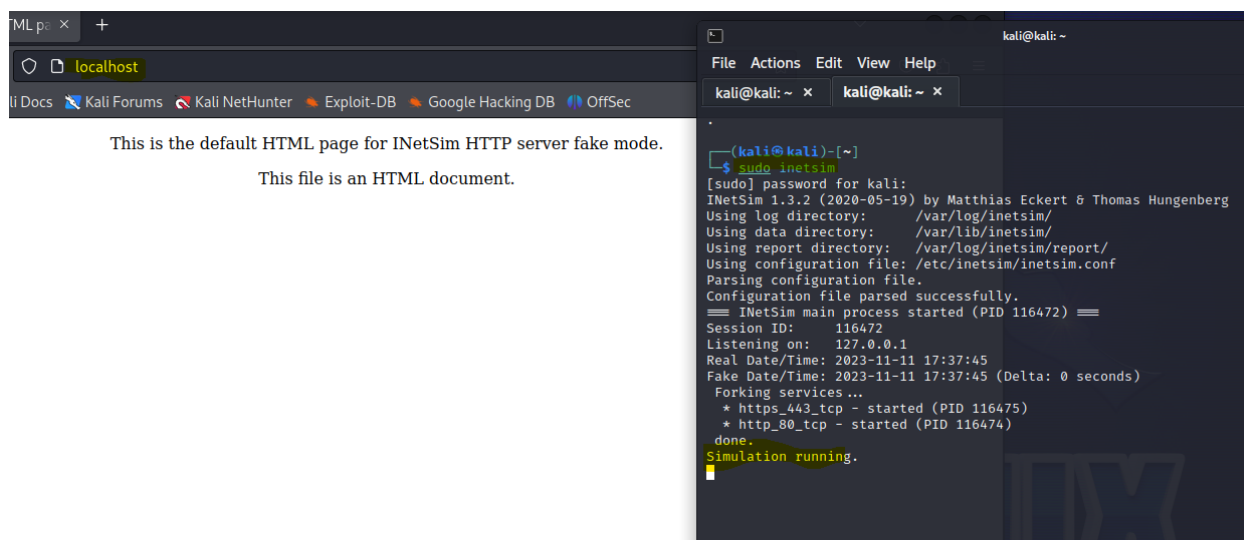 TML pa × +
localhost
li Docs Kali Forums Kali NetHunter Exploit-DB Google Hacking DB OffSec
This is the default HTML page for INetSim HTTP server fake mode.
This file is an HTML document.
kali@kali: ~
File Actions Edit View Help
kali@kali: ~ × kali@kali: ~ ×
.
┌──(kali㉿kali)-[~]
└─$ sudo inetsim
[sudo] password for kali:
INetSim 1.3.2 (2020-05-19) by Matthias Eckert & Thomas Hungenberg
Using log directory: /var/log/inetsim/
Using data directory: /var/lib/inetsim/
Using report directory: /var/log/inetsim/report/
Using configuration file: /etc/inetsim/inetsim.conf
Parsing configuration file.
Configuration file parsed successfully.
=== INetSim main process started (PID 116472) ===
Session ID: 116472
Listening on: 127.0.0.1
Real Date/Time: 2023-11-11 17:37:45
Fake Date/Time: 2023-11-11 17:37:45 (Delta: 0 seconds)
Forking services ...
* https_443_tcp - started (PID 116475)
* http_80_tcp - started (PID 116474)
done.
Simulation running.